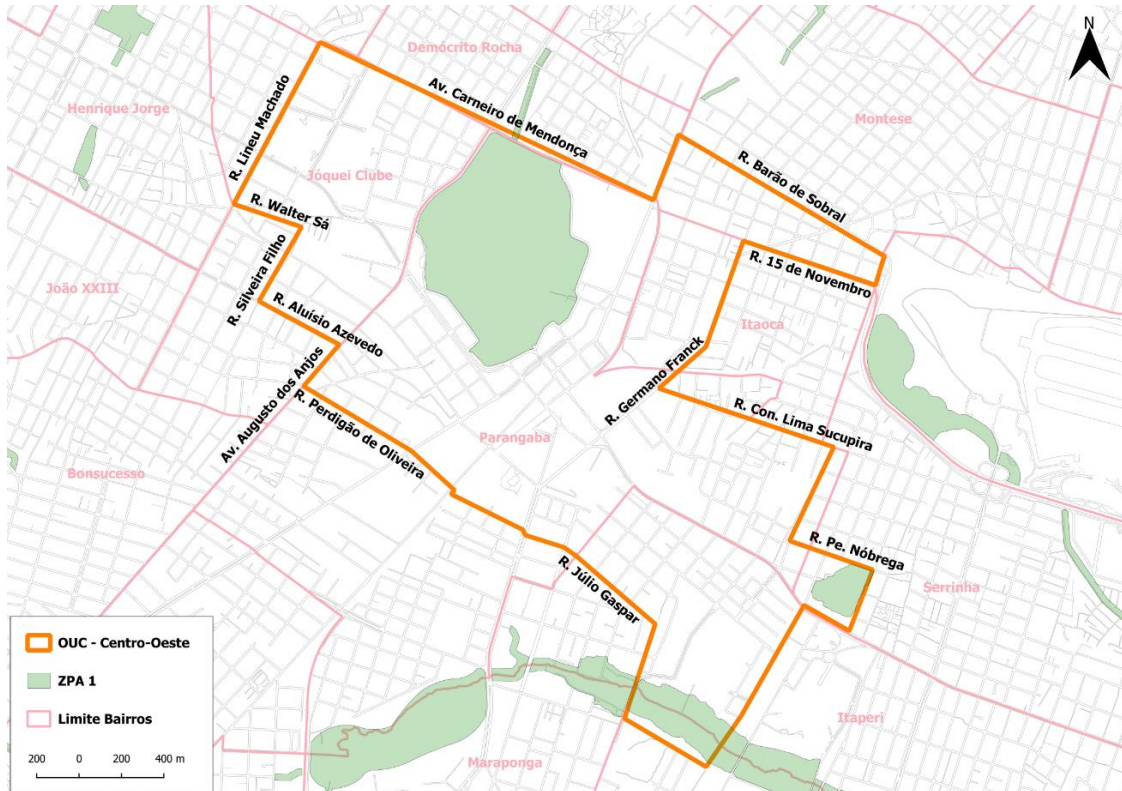 N
Demócrito Rocha
Av. Carneiro de Mendonça
Henrique Jorge
R. Lineu Machado
Montese
R. Barão de Sobral
Jóquei Clube
R. Walter Sá
R. 15 de Novembro
João XXIII
R. Silveira Filho
R. Aluísio Azevedo
Itaoca
Av. Augusto dos Anjos
R. Germano Franck
R. Perdigão de Oliveira
Parangaba
R. Con. Lima Sucupira
Bonsucesso
R. Pe. Nóbrega
R. Júlio Gaspar
Serrinha
Itaperi
Maraponga
OUC - Centro-Oeste
ZPA 1
Limite Bairros
200 0 200 400 m